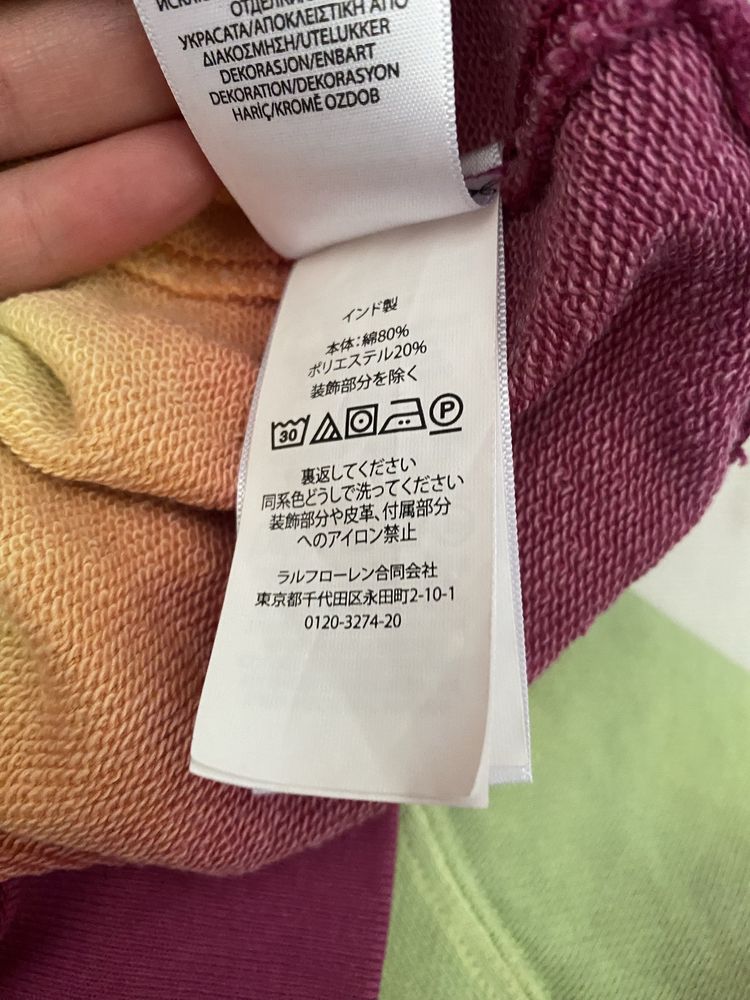 ОТДЕЛКИ
УКРАСАТА/ΑΠΟΚΛΕΙΣΤΙΚΗ ΑΠΟ
ΔΙΑΚΟΣΜΗΣΗ/UTELUKKER
DEKORASJON/ENBART
DEKORATION/DEKORASYON
HARİÇ/KROMĚ OZDOB
インド製
本体:綿80%
ポリエステル20%
装飾部分を除く
30 P
裏返してください
同系色どうしで洗ってください
装飾部分や皮革、付属部分
へのアイロン禁止
ラルフローレン合同会社
東京都千代田区永田町2-10-1
0120-3274-20